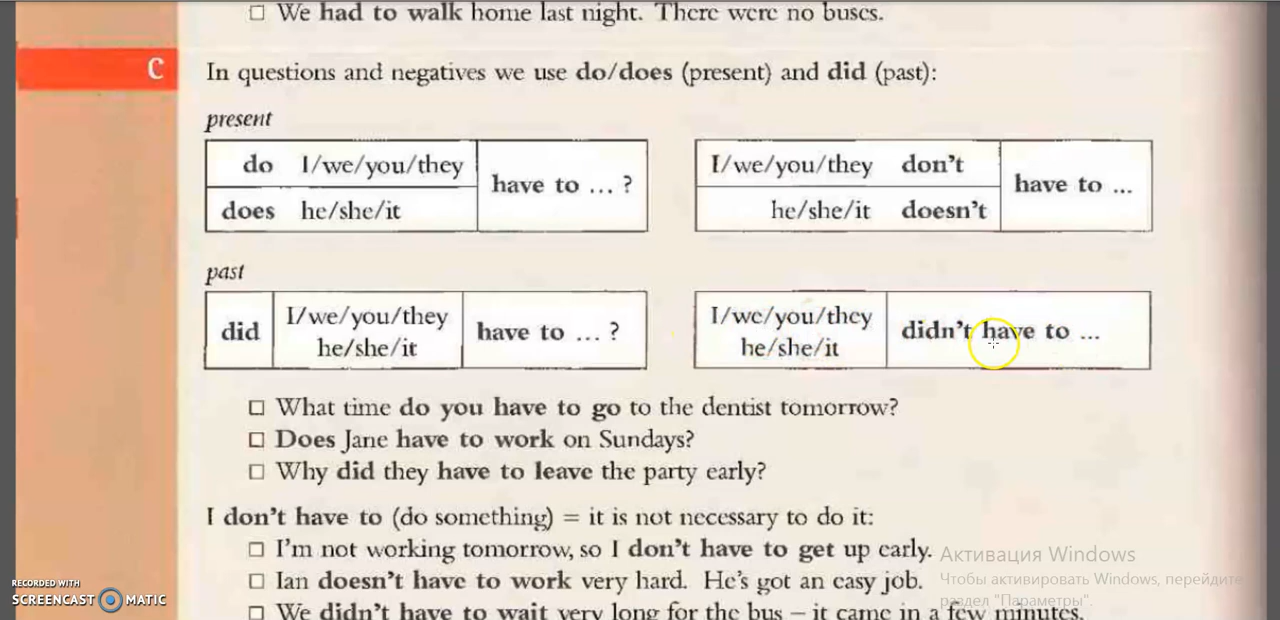 We had to walk home last night. There were no buses.
C
In questions and negatives we use do/does (present) and did (past):
present
do I/we/you/they have to ... ?
does he/she/it
I/we/you/they don't have to ...
he/she/it doesn't
past
did I/we/you/they he/she/it have to ... ?
I/we/you/they he/she/it didn't have to ...
What time do you have to go to the dentist tomorrow?
Does Jane have to work on Sundays?
Why did they have to leave the party early?
I don't have to (do something) = it is not necessary to do it:
I'm not working tomorrow, so I don't have to get up early.
Ian doesn't have to work very hard. He's got an easy job.
We didn't have to wait very long for the bus – it came in a few minutes.
Активация Windows
Чтобы активировать Windows, перейдите
раздел "Параметры".
RECORDED WITH
SCREENCAST MATIC